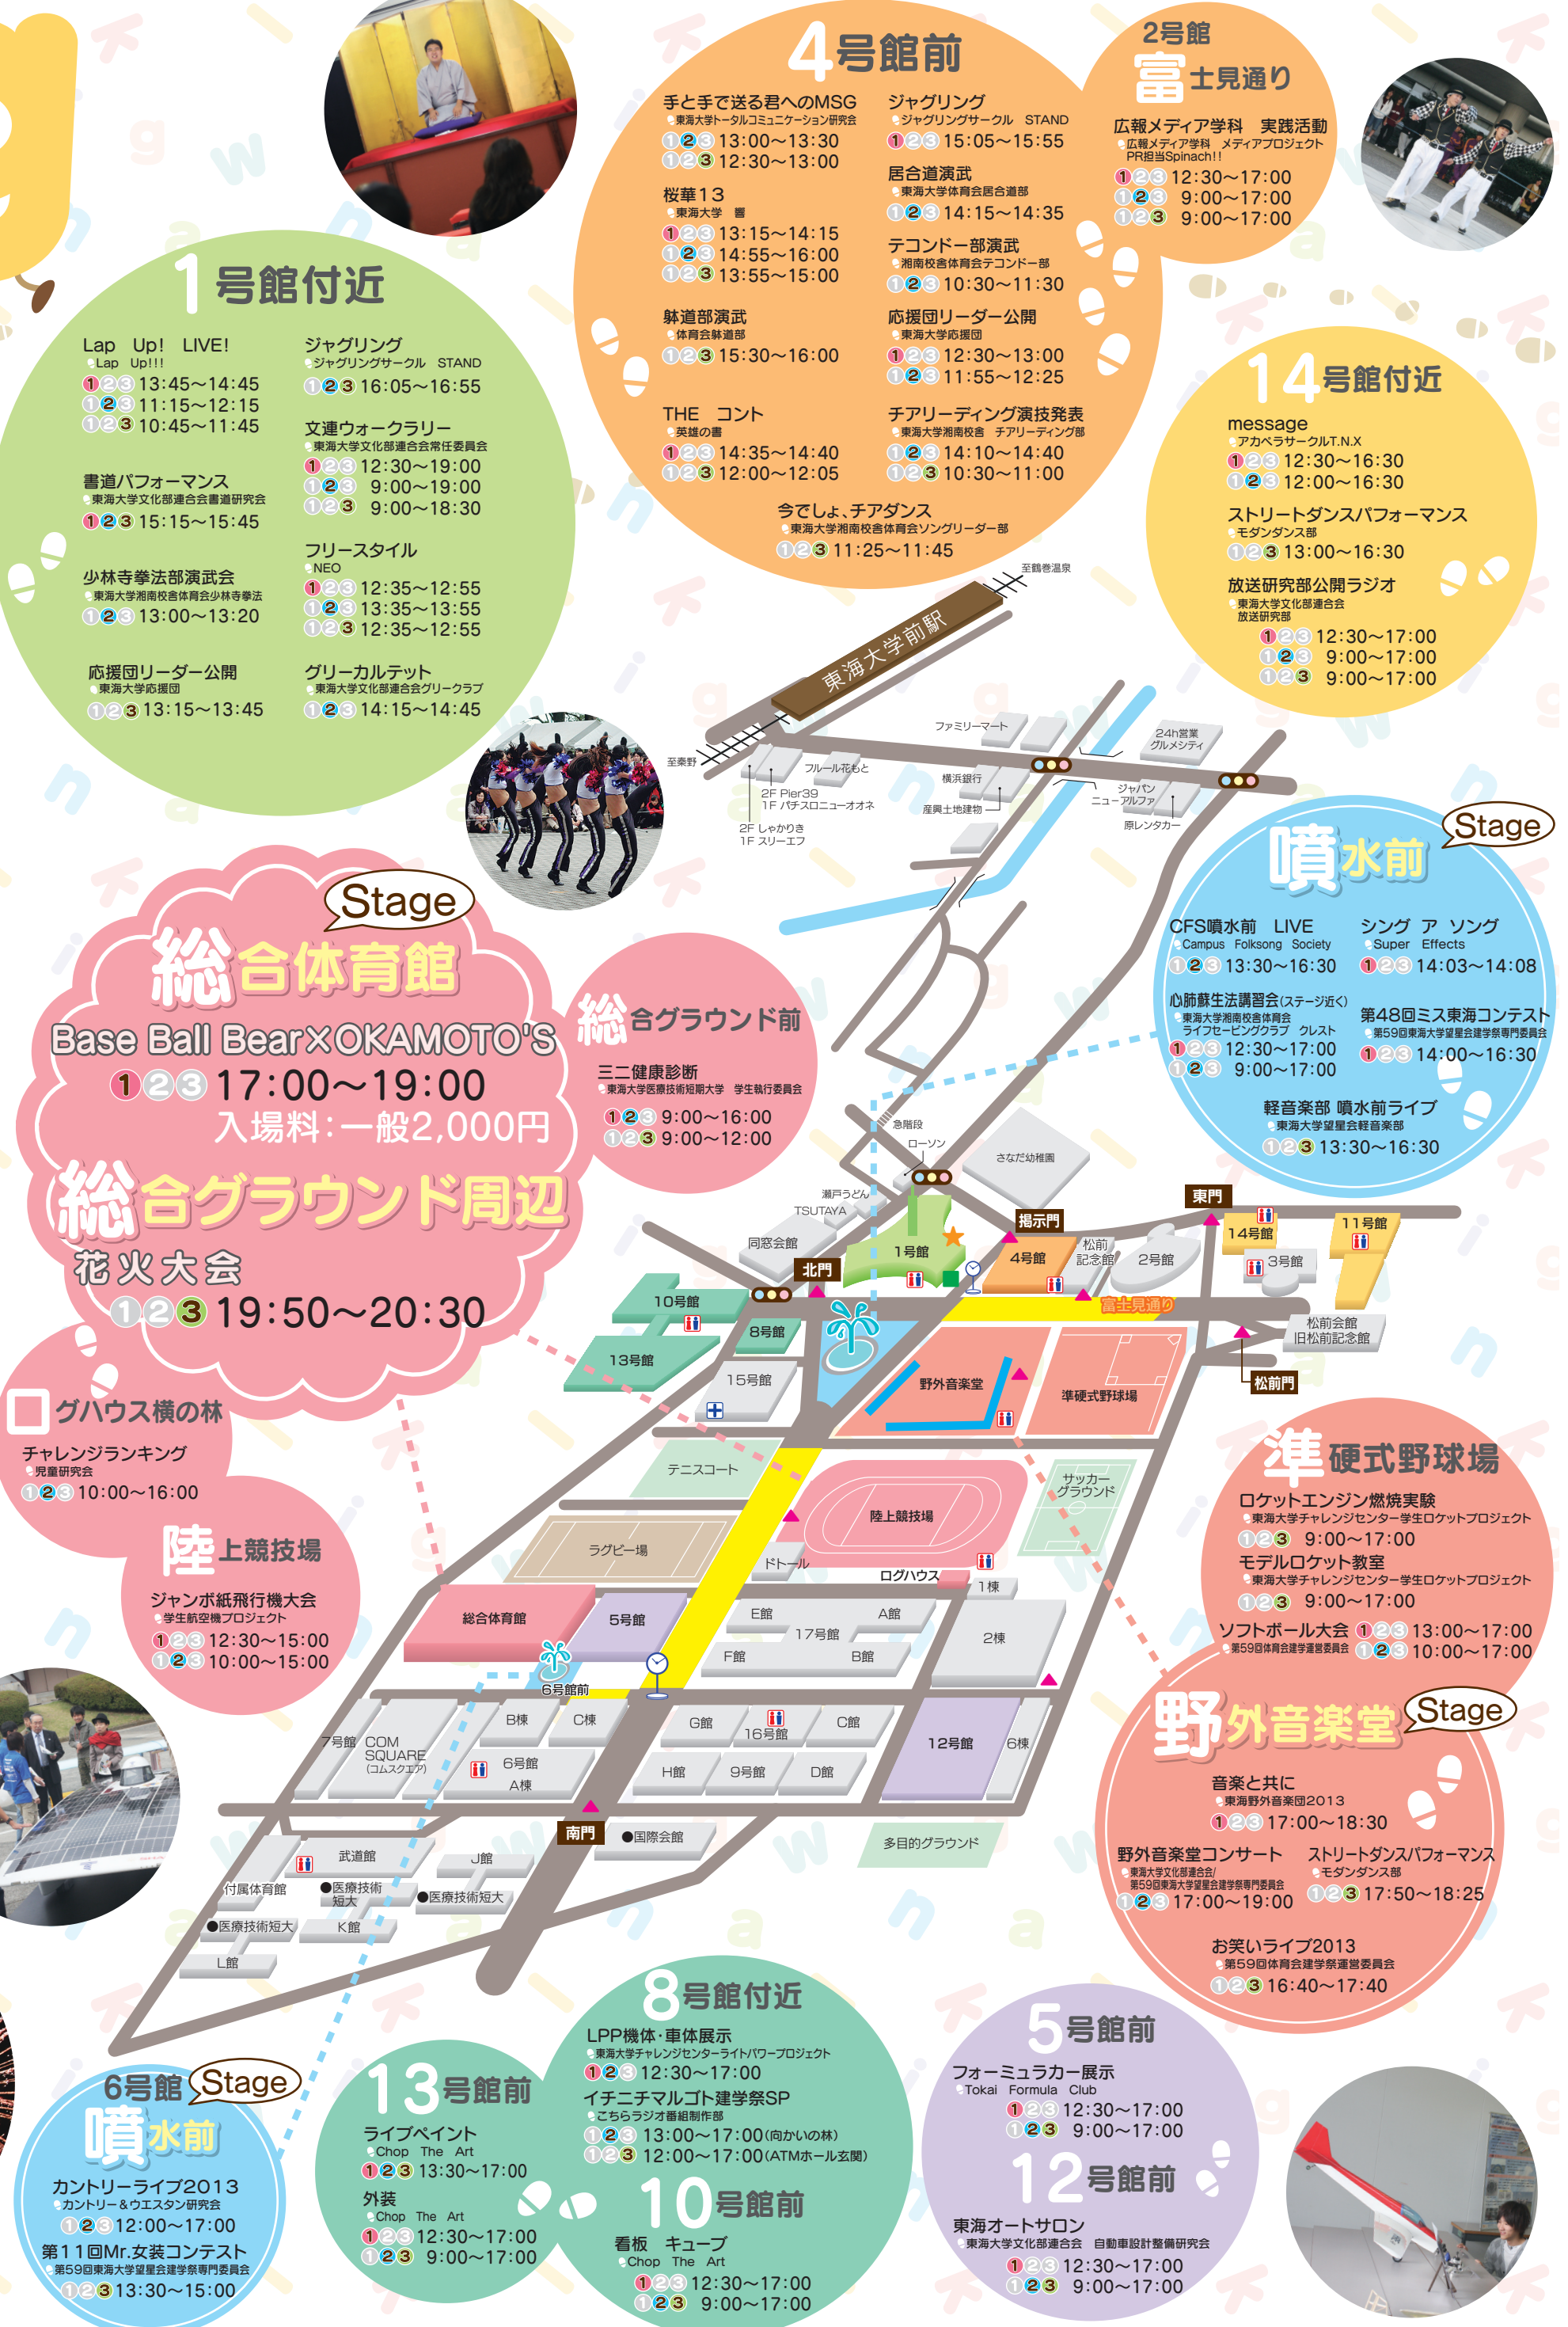 4号館前
手と手で送る君へのMSG
東海大学トータルコミュニケーション研究会
①②③ 13:00〜13:30
①②③ 12:30〜13:00
桜華13
東海大学 響
①②③ 13:15〜14:15
①②③ 14:55〜16:00
①②③ 13:55〜15:00
躰道部演武
体育会躰道部
①②③ 15:30〜16:00
THE コント
英雄の書
①②③ 14:35〜14:40
①②③ 12:00〜12:05
ジャグリング
ジャグリングサークル STAND
①②③ 15:05〜15:55
居合道演武
東海大学体育会居合道部
①②③ 14:15〜14:35
テコンドー部演武
湘南校舎体育会テコンドー部
①②③ 10:30〜11:30
応援団リーダー公開
東海大学応援団
①②③ 12:30〜13:00
①②③ 11:55〜12:25
チアリーディング演技発表
東海大学湘南校舎 チアリーディング部
①②③ 14:10〜14:40
①②③ 10:30〜11:00
今でしょ、チアダンス
東海大学湘南校舎体育会ソングリーダー部
①②③ 11:25〜11:45
2号館
富士見通り
広報メディア学科 実践活動
広報メディア学科 メディアプロジェクト
PR担当Spinach!!
①②③ 12:30〜17:00
①②③ 9:00〜17:00
①②③ 9:00〜17:00
1号館付近
Lap Up! LIVE!
Lap Up!!!
①②③ 13:45〜14:45
①②③ 11:15〜12:15
①②③ 10:45〜11:45
書道パフォーマンス
東海大学文化部連合会書道研究会
①②③ 15:15〜15:45
少林寺拳法部演武会
東海大学湘南校舎体育会少林寺拳法
①②③ 13:00〜13:20
応援団リーダー公開
東海大学応援団
①②③ 13:15〜13:45
ジャグリング
ジャグリングサークル STAND
①②③ 16:05〜16:55
文連ウォークラリー
東海大学文化部連合会常任委員会
①②③ 12:30〜19:00
①②③ 9:00〜19:00
①②③ 9:00〜18:30
フリースタイル
NEO
①②③ 12:35〜12:55
①②③ 13:35〜13:55
①②③ 12:35〜12:55
グリーカルテット
東海大学文化部連合会グリークラブ
①②③ 14:15〜14:45
14号館付近
message
アカペラサークルT.N.X
①②③ 12:30〜16:30
①②③ 12:00〜16:30
ストリートダンスパフォーマンス
モダンダンス部
①②③ 13:00〜16:30
放送研究部公開ラジオ
東海大学文化部連合会
放送研究部
①②③ 12:30〜17:00
①②③ 9:00〜17:00
①②③ 9:00〜17:00
至鶴巻温泉
東海大学前駅
至秦野
ファミリーマート
24h営業
グルメシティ
フルール花もと
横浜銀行
2F Pier39
1F パチスロニューオオネ
産興土地建物
ジャパン
ニューアルファ
原レンタカー
2F しゃかりき
1F スリーエフ
Stage
噴水前
CFS噴水前 LIVE
Campus Folksong Society
①②③ 13:30〜16:30
シング ア ソング
Super Effects
①②③ 14:03〜14:08
心肺蘇生法講習会(ステージ近く)
東海大学湘南校舎体育会
ライフセービングクラブ クレスト
①②③ 12:30〜17:00
①②③ 9:00〜17:00
第48回ミス東海コンテスト
第59回東海大学望星会建学祭専門委員会
①②③ 14:00〜16:30
軽音楽部 噴水前ライブ
東海大学望星会軽音楽部
①②③ 13:30〜16:30
Stage
総合体育館
Base Ball Bear×OKAMOTO'S
①②③ 17:00〜19:00
入場料:一般2,000円
総合グラウンド周辺
花火大会
①②③ 19:50〜20:30
総合グラウンド前
三二健康診断
東海大学医療技術短期大学 学生執行委員会
①②③ 9:00〜16:00
①②③ 9:00〜12:00
急階段
ローソン
さなだ幼稚園
瀬戸うどん
TSUTAYA
同窓会館
1号館
掲示門
4号館
松前
記念館
2号館
東門
14号館
3号館
11号館
北門
富士見通り
松前会館
旧松前記念館
松前門
10号館
8号館
13号館
15号館
野外音楽堂
準硬式野球場
テニスコート
サッカー
グラウンド
陸上競技場
ラグビー場
ドトール
ログハウス
1棟
総合体育館
5号館
E館
A館
17号館
F館
B館
2棟
6号館前
7号館
COM
SQUARE
(コムスクエア)
B棟
C棟
6号館
A棟
G館
16号館
C館
H館
9号館
D館
12号館
6棟
南門
●国際会館
多目的グラウンド
武道館
J館
付属体育館
●医療技術
短大
●医療技術短大
●医療技術短大
K館
L館
ログハウス横の林
チャレンジランキング
児童研究会
①②③ 10:00〜16:00
陸上競技場
ジャンボ紙飛行機大会
学生航空機プロジェクト
①②③ 12:30〜15:00
①②③ 10:00〜15:00
準硬式野球場
ロケットエンジン燃焼実験
東海大学チャレンジセンター学生ロケットプロジェクト
①②③ 9:00〜17:00
モデルロケット教室
東海大学チャレンジセンター学生ロケットプロジェクト
①②③ 9:00〜17:00
ソフトボール大会 ①②③ 13:00〜17:00
第59回体育会建学運営委員会 ①②③ 10:00〜17:00
野外音楽堂
Stage
音楽と共に
東海野外音楽団2013
①②③ 17:00〜18:30
野外音楽堂コンサート
東海大学文化部連合会/
第59回東海大学望星会建学祭専門委員会
①②③ 17:00〜19:00
ストリートダンスパフォーマンス
モダンダンス部
①②③ 17:50〜18:25
お笑いライブ2013
第59回体育会建学祭運営委員会
①②③ 16:40〜17:40
6号館
Stage
噴水前
カントリーライブ2013
カントリー&ウエスタン研究会
①②③ 12:00〜17:00
第11回Mr.女装コンテスト
第59回東海大学望星会建学祭専門委員会
①②③ 13:30〜15:00
13号館前
ライブペイント
Chop The Art
①②③ 13:30〜17:00
外装
Chop The Art
①②③ 12:30〜17:00
①②③ 9:00〜17:00
8号館付近
LPP機体・車体展示
東海大学チャレンジセンターライトパワープロジェクト
①②③ 12:30〜17:00
イチニチマルゴト建学祭SP
こちらラジオ番組制作部
①②③ 13:00〜17:00(向かいの林)
①②③ 12:00〜17:00(ATMホール玄関)
10号館前
看板 キューブ
Chop The Art
①②③ 12:30〜17:00
①②③ 9:00〜17:00
5号館前
フォーミュラカー展示
Tokai Formula Club
①②③ 12:30〜17:00
①②③ 9:00〜17:00
12号館前
東海オートサロン
東海大学文化部連合会 自動車設計整備研究会
①②③ 12:30〜17:00
①②③ 9:00〜17:00